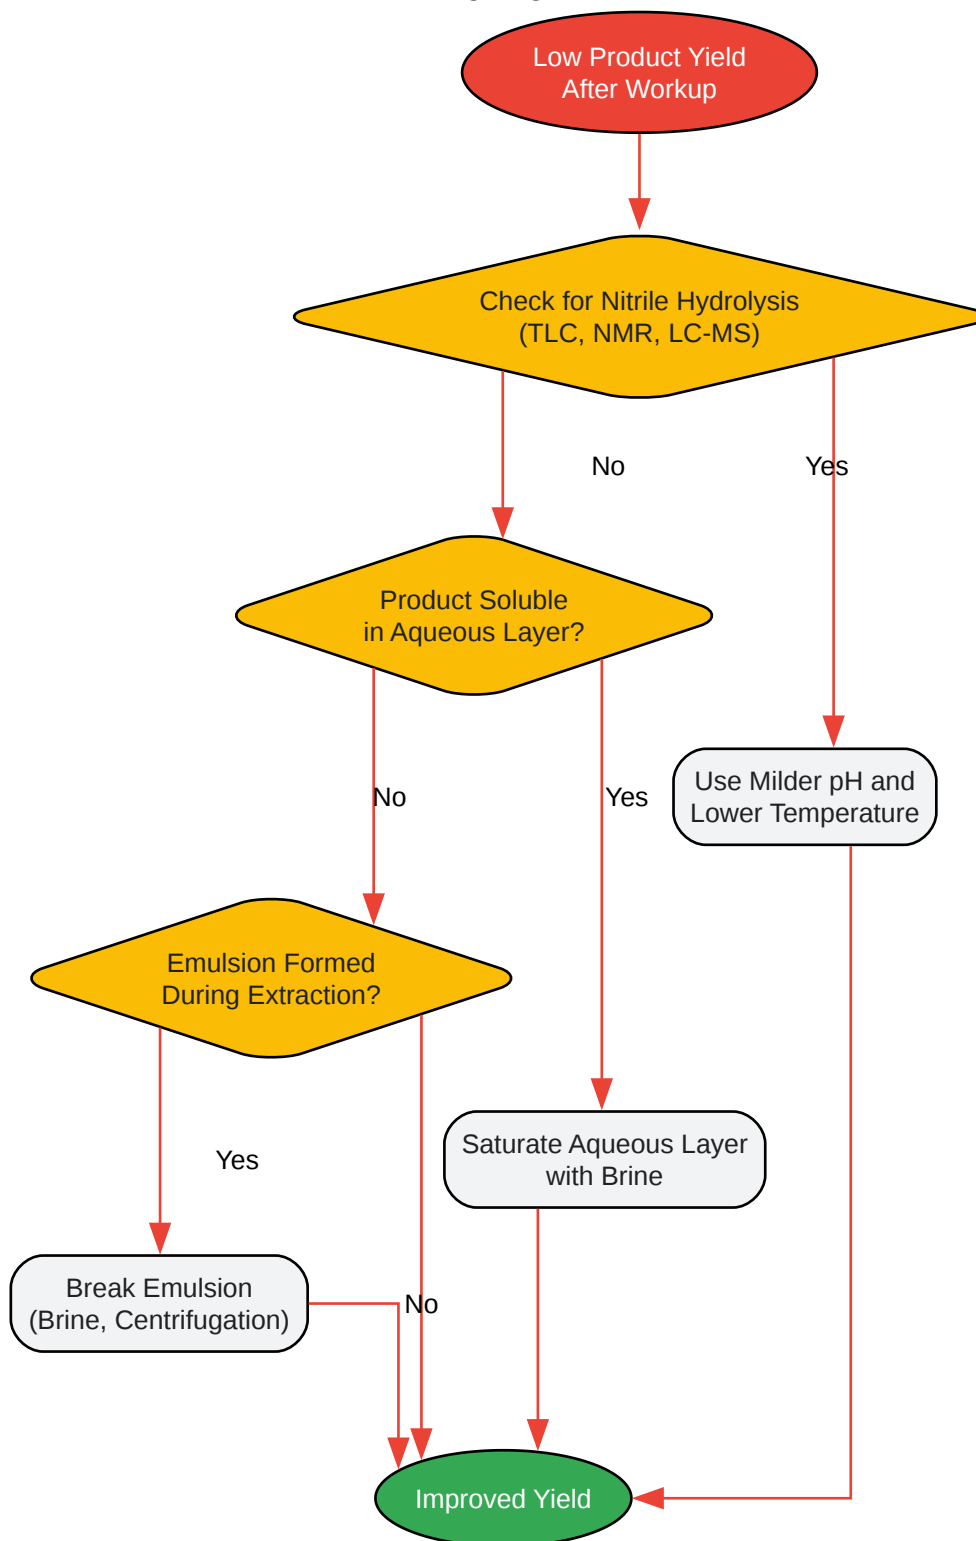 Low Product Yield
After Workup
Check for Nitrile Hydrolysis
(TLC, NMR, LC-MS)
No
Yes
Product Soluble
in Aqueous Layer?
Use Milder pH and
Lower Temperature
No
Yes
Emulsion Formed
During Extraction?
Saturate Aqueous Layer
with Brine
Yes
Break Emulsion
(Brine, Centrifugation)
No
Improved Yield